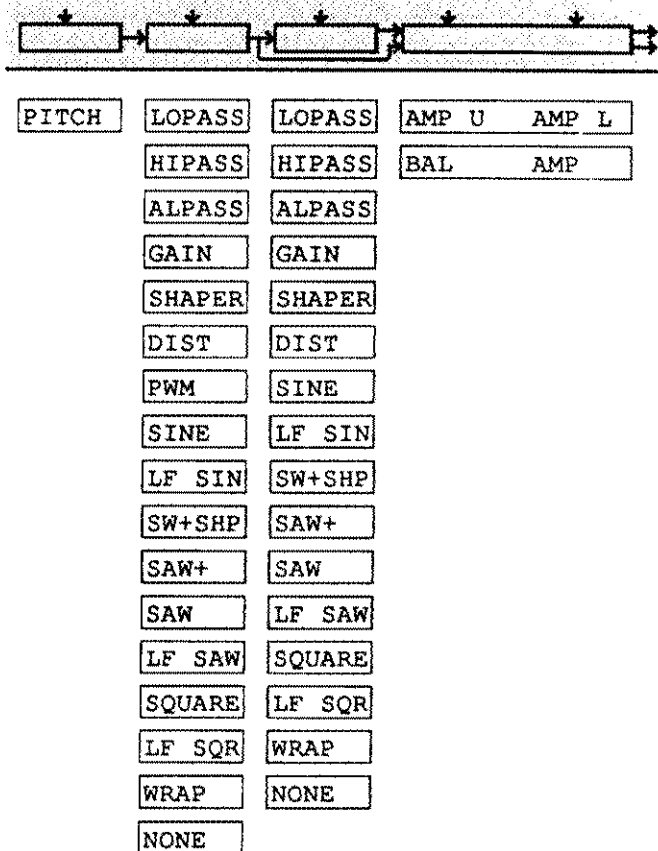 PITCH LOPASS LOPASS AMP U AMP L
HIPASS HIPASS BAL AMP
ALPASS ALPASS
GAIN GAIN
SHAPER SHAPER
DIST DIST
PWM SINE
SINE LF SIN
LF SIN SW+SHP
SW+SHP SAW+
SAW+ SAW
SAW LF SAW
LF SAW SQUARE
SQUARE LF SQR
LF SQR WRAP
WRAP NONE
NONE